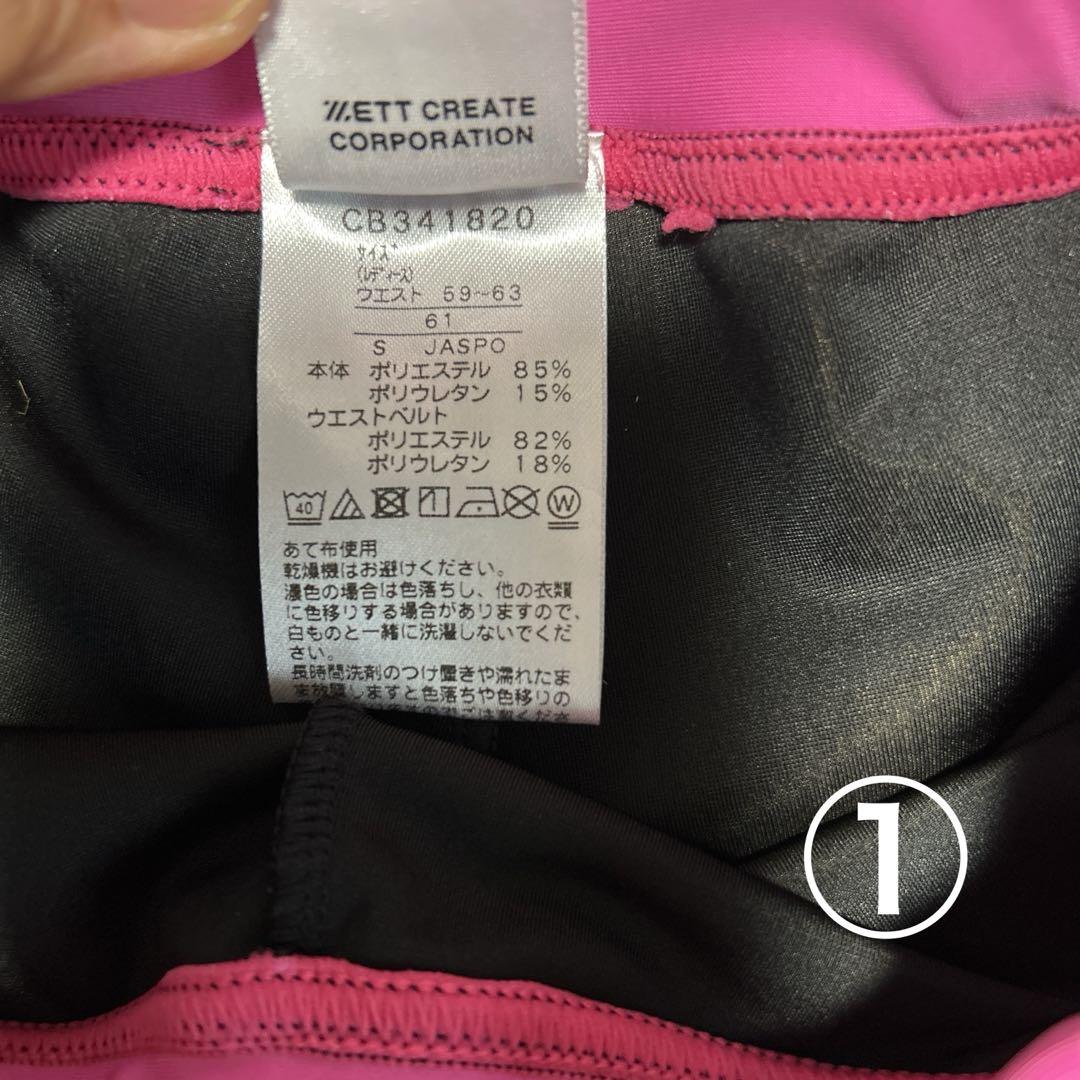 ZETT CREATE
CORPORATION
CB341820
サイズ
(レディース)
ウエスト 59~63
61
S JASPO
本体 ポリエステル 85%
ポリウレタン 15%
ウエストベルト
ポリエステル 82%
ポリウレタン 18%
40
W
あて布使用
乾燥機はお避けください。
濃色の場合は色落ちし、他の衣類
に色移りする場合がありますので、
白ものと一緒に洗濯しないでくだ
さい。
長時間洗剤のつけ置きや濡れたま
ま放置しますと色落ちや色移りの
①